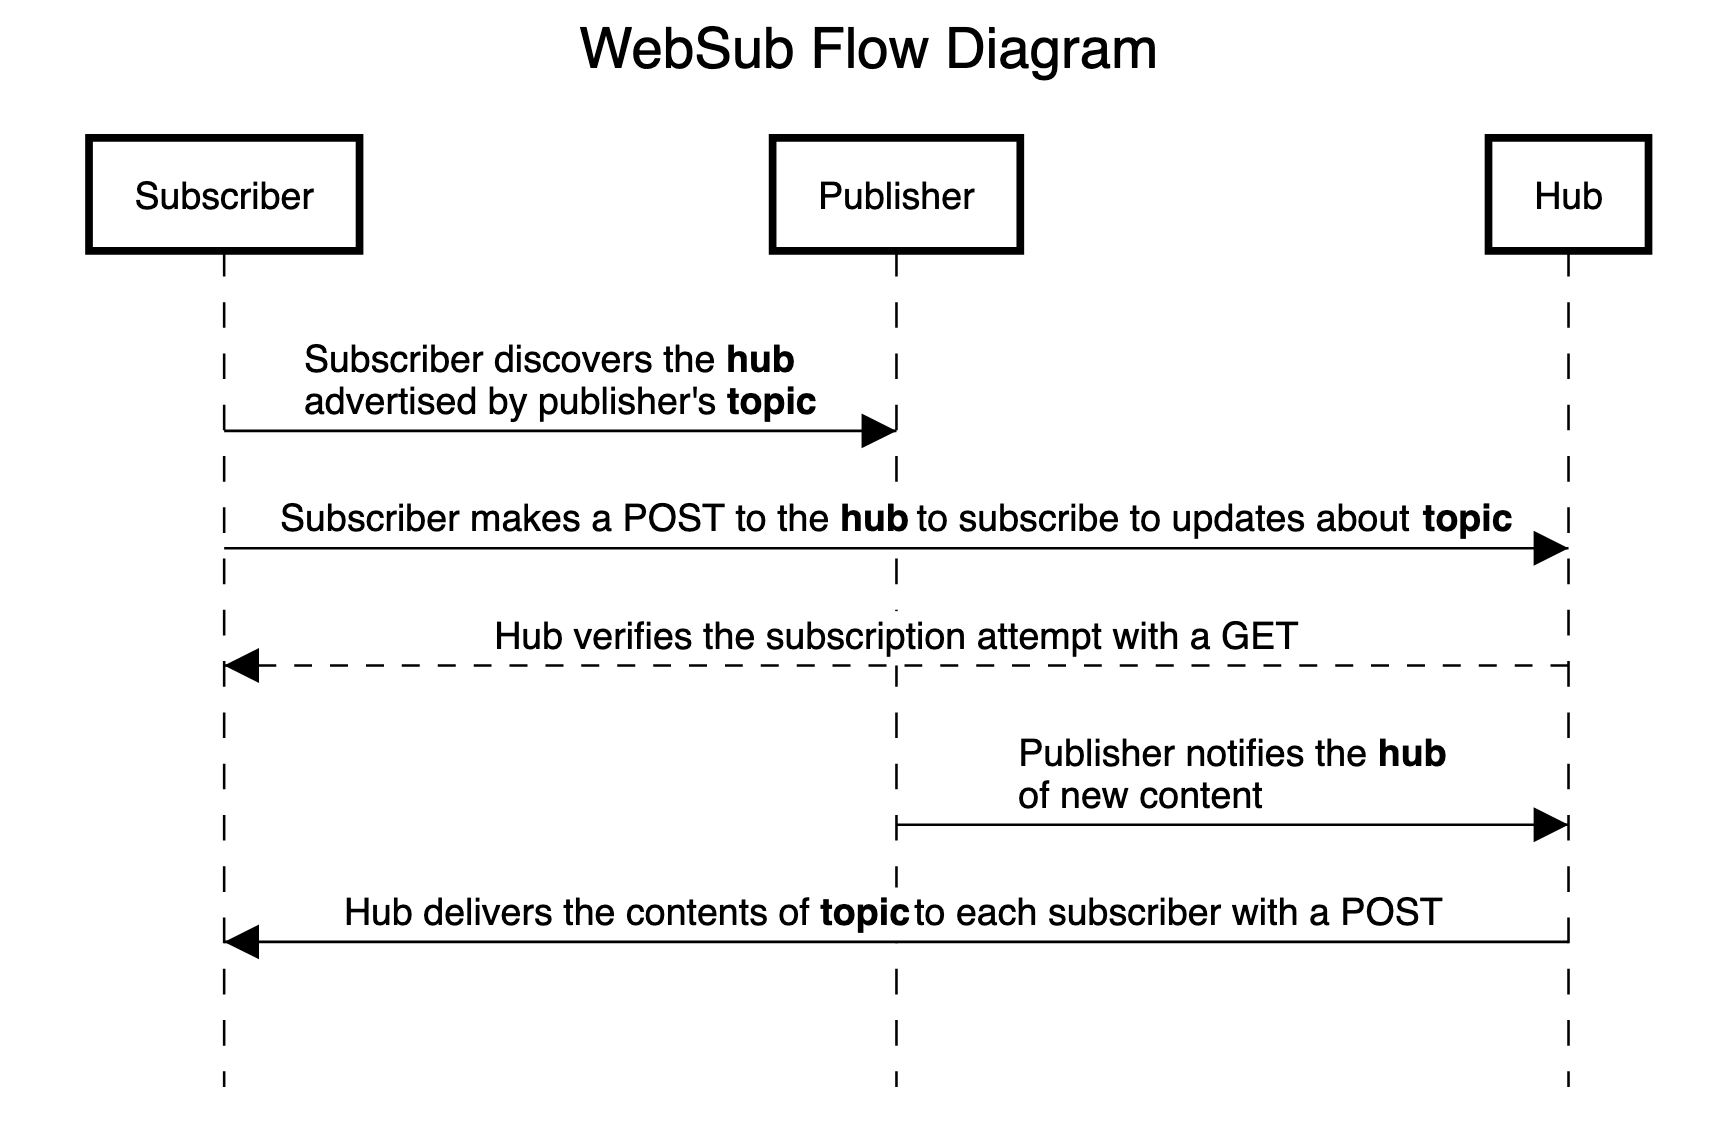 WebSub Flow Diagram
Subscriber
Publisher
Hub
Subscriber discovers the hub
advertised by publisher's topic
Subscriber makes a POST to the hub to subscribe to updates about topic
Hub verifies the subscription attempt with a GET
Publisher notifies the hub
of new content
Hub delivers the contents of topic to each subscriber with a POST